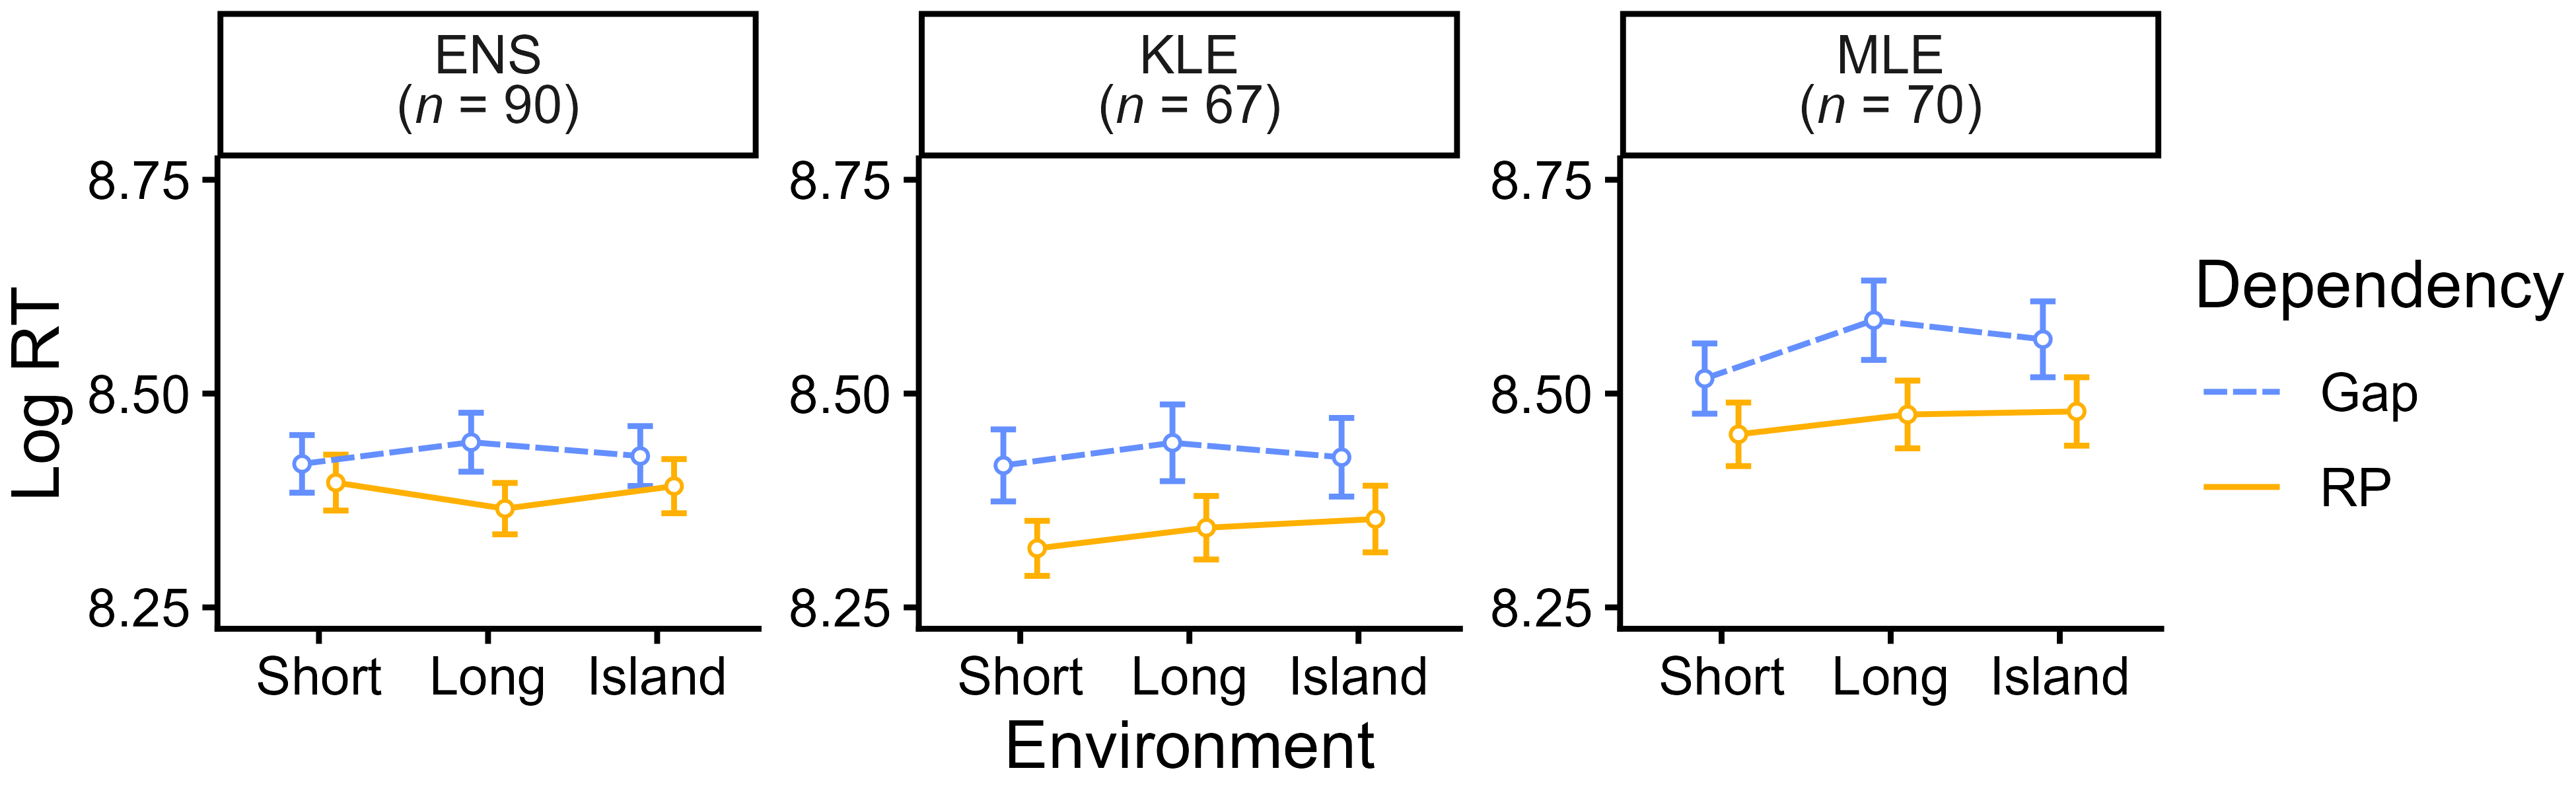 ENS
(n = 90)
KLE
(n = 67)
MLE
(n = 70)
Log RT
8.75
8.50
8.25
8.75
8.50
8.25
8.75
8.50
8.25
Short Long Island
Short Long Island
Short Long Island
Environment
Dependency
Gap
RP